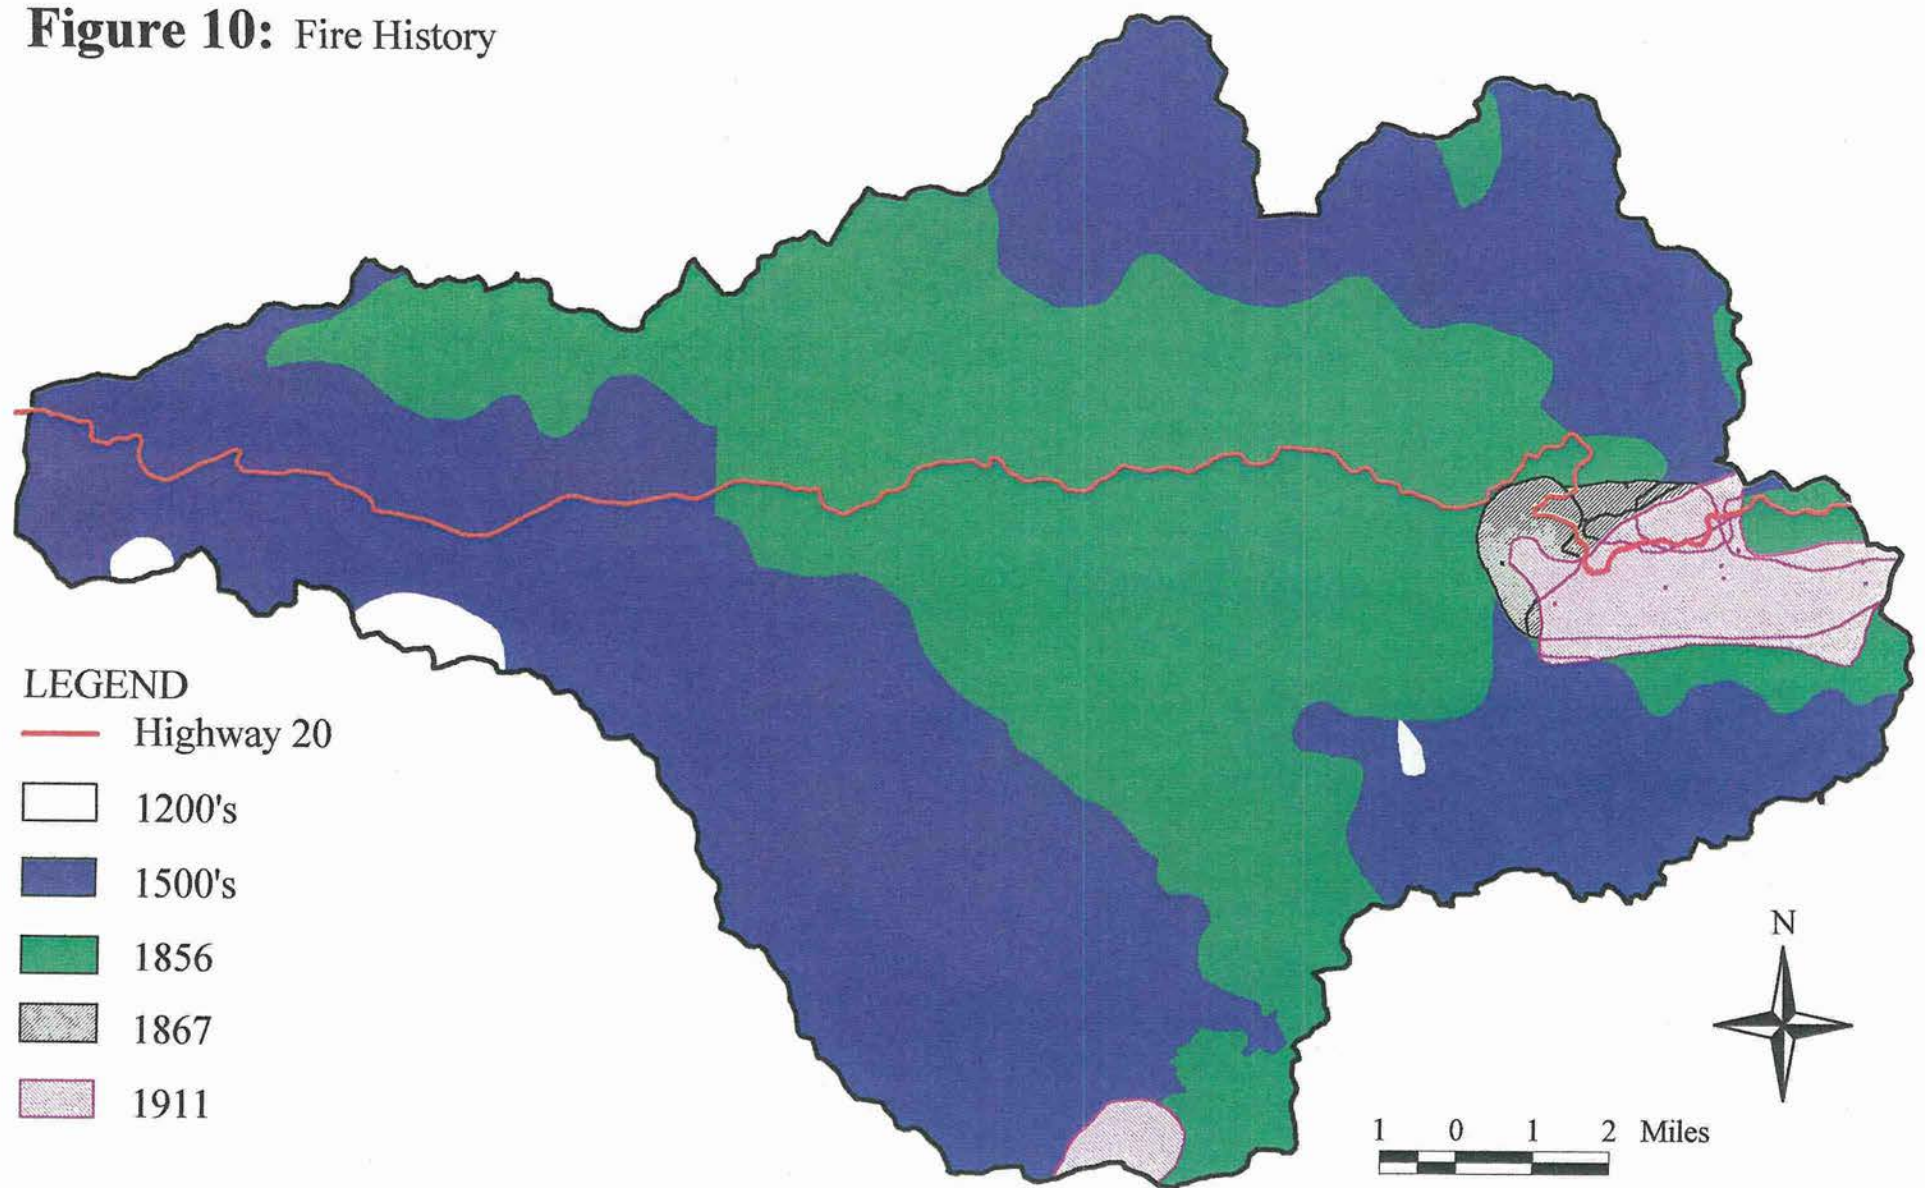 Figure 10: Fire History
LEGEND
Highway 20
1200's
1500's
1856
1867
1911
N
1 0 1 2 Miles